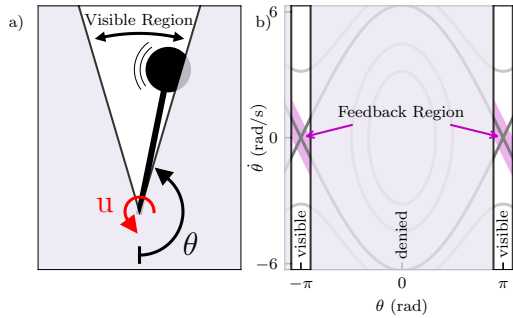 a)
Visible Region
u
θ
b)
θ̇ (rad/s)
6
0
−6
Feedback Region
visible
denied
visible
−π
0
π
θ (rad)